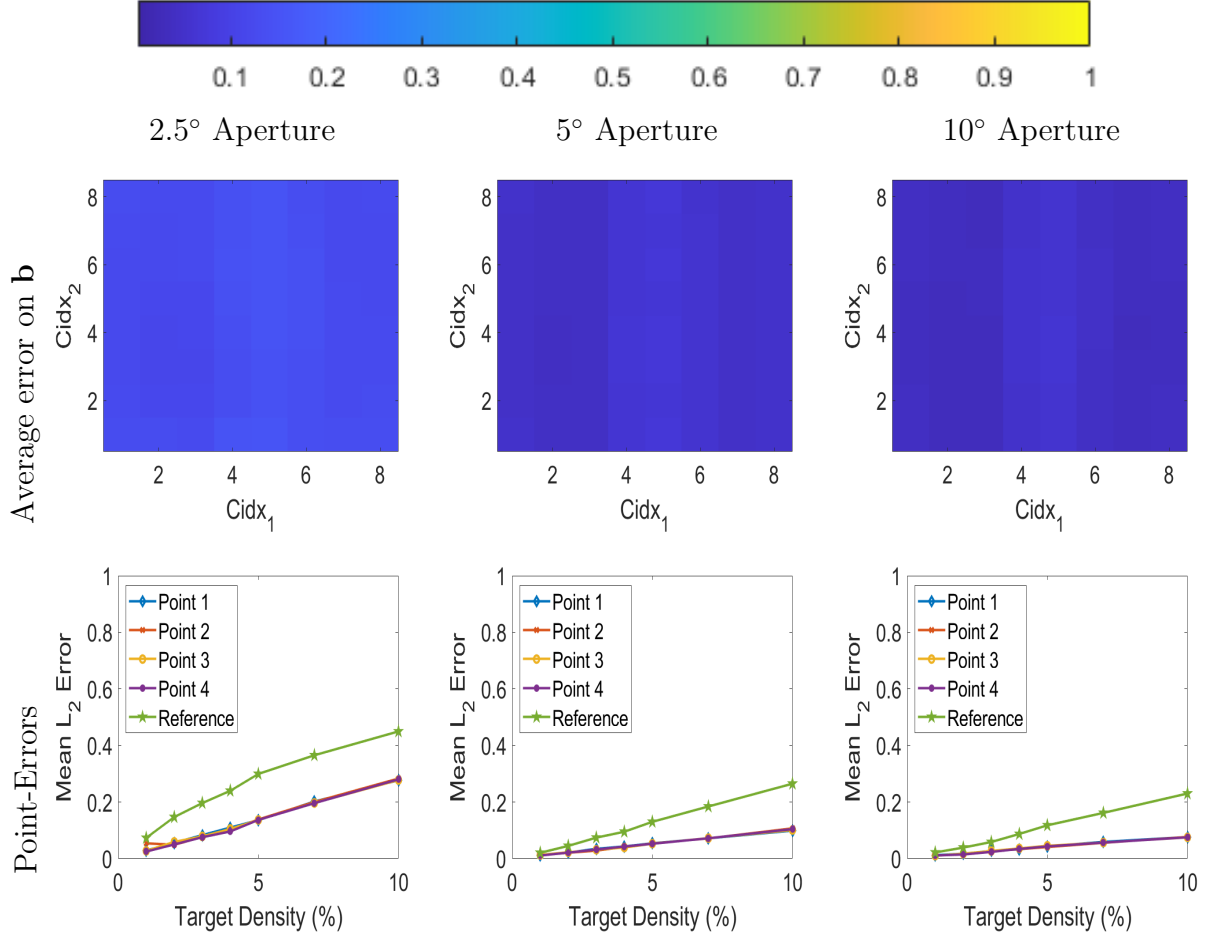 0.1 0.2 0.3 0.4 0.5 0.6 0.7 0.8 0.9 1
2.5° Aperture
5° Aperture
10° Aperture
Average error on b
8
6
4
2
Cidx2
2 4 6 8
Cidx1
8
6
4
2
Cidx2
2 4 6 8
Cidx1
8
6
4
2
Cidx2
2 4 6 8
Cidx1
Point-Errors
1
0.8
0.6
0.4
0.2
0
Mean L2 Error
Point 1
Point 2
Point 3
Point 4
Reference
0 5 10
Target Density (%)
1
0.8
0.6
0.4
0.2
0
Mean L2 Error
Point 1
Point 2
Point 3
Point 4
Reference
0 5 10
Target Density (%)
1
0.8
0.6
0.4
0.2
0
Mean L2 Error
Point 1
Point 2
Point 3
Point 4
Reference
0 5 10
Target Density (%)